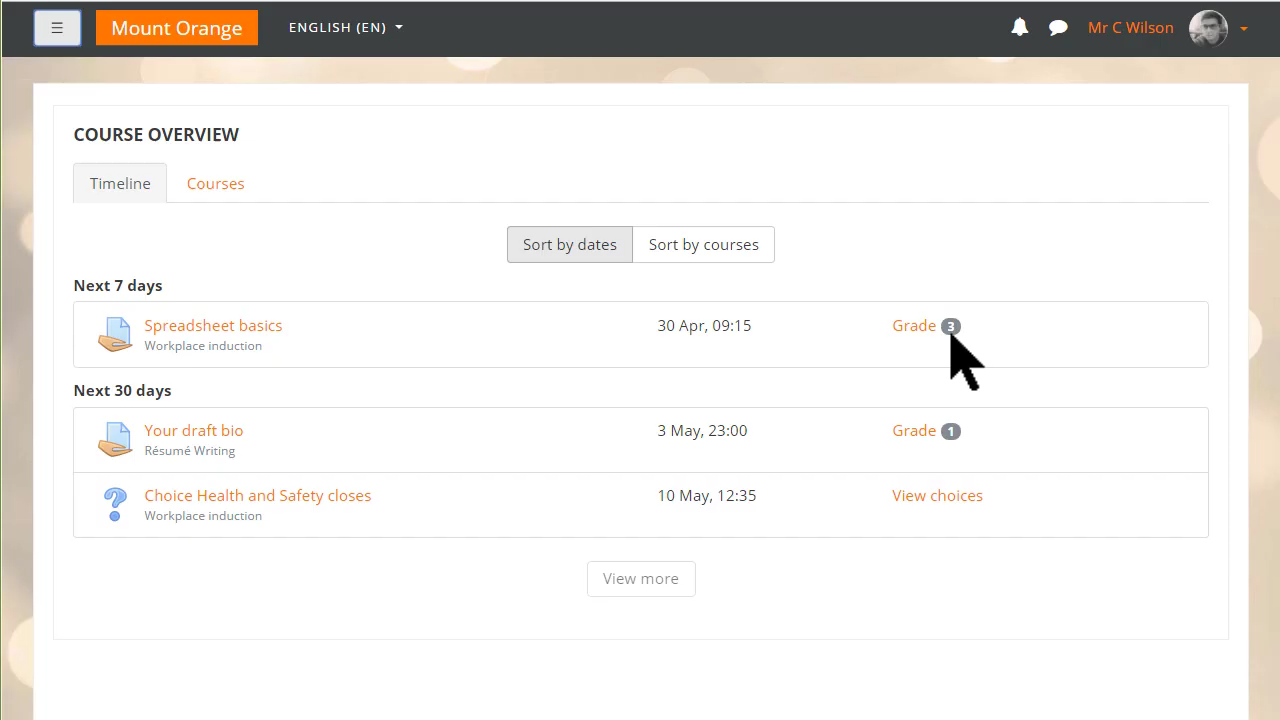 Mount Orange
ENGLISH (EN)
Mr C Wilson
COURSE OVERVIEW
Timeline
Courses
Sort by dates
Sort by courses
Next 7 days
Spreadsheet basics
30 Apr, 09:15
Grade 3
Workplace induction
Next 30 days
Your draft bio
3 May, 23:00
Grade 1
Résumé Writing
Choice Health and Safety closes
10 May, 12:35
View choices
Workplace induction
View more